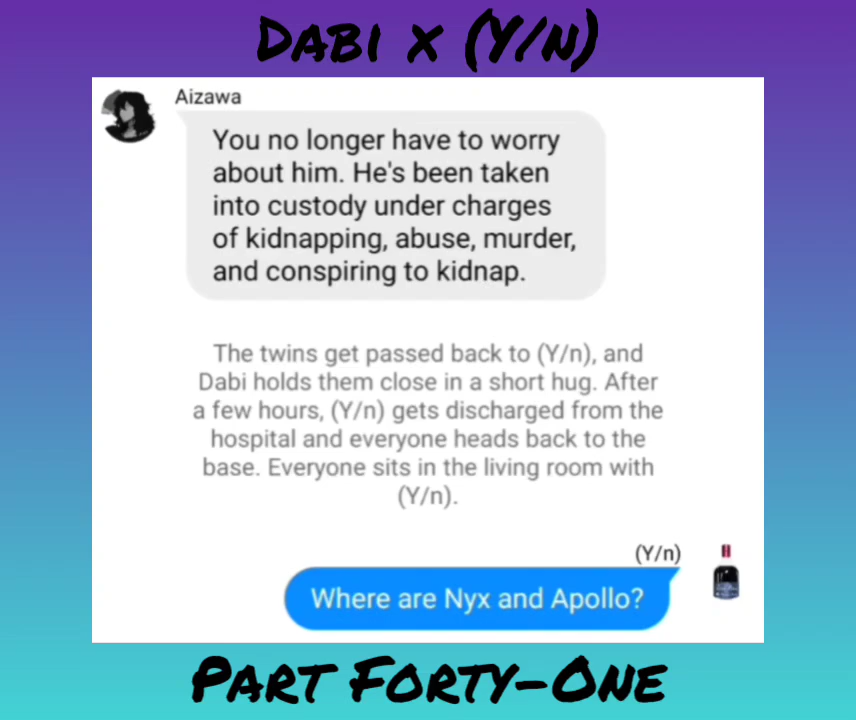 Dabi x (Y/n)
Aizawa
You no longer have to worry
about him. He's been taken
into custody under charges
of kidnapping, abuse, murder,
and conspiring to kidnap.
The twins get passed back to (Y/n), and
Dabi holds them close in a short hug. After
a few hours, (Y/n) gets discharged from the
hospital and everyone heads back to the
base. Everyone sits in the living room with
(Y/n).
(Y/n)
Where are Nyx and Apollo?
Part Forty-One